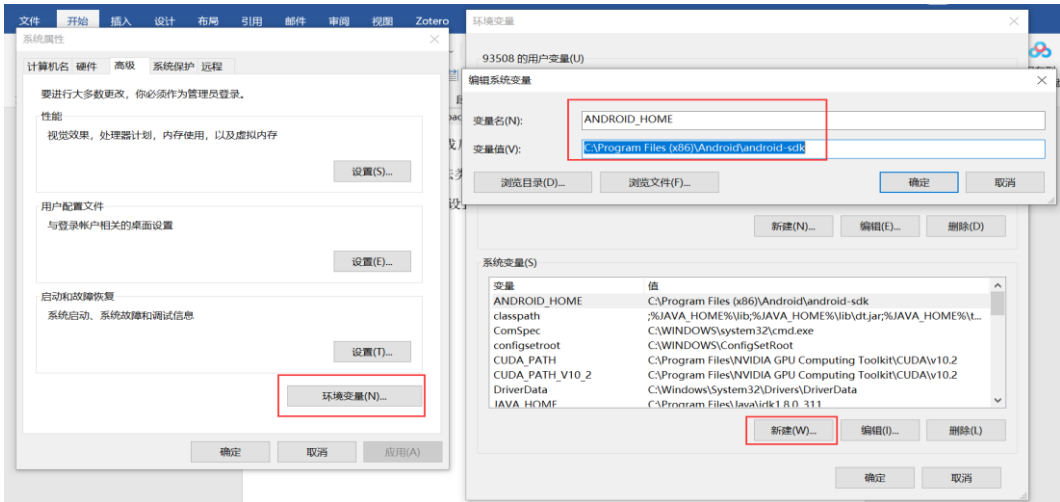 文件 开始 插入 设计 布局 引用 邮件 审阅 视图 Zotero
系统属性
计算机名 硬件 高级 系统保护 远程
要进行大多数更改，你必须作为管理员登录。
性能
视觉效果，处理器计划，内存使用，以及虚拟内存
设置(S)...
用户配置文件
与登录帐户相关的桌面设置
设置(E)...
启动和故障恢复
系统启动、系统故障和调试信息
设置(T)...
环境变量(N)...
确定 取消 应用(A)
环境变量
93508 的用户变量(U)
编辑系统变量
变量名(N): ANDROID_HOME
变量值(V): C:\Program Files (x86)\Android\android-sdk
浏览目录(D)... 浏览文件(F)... 确定 取消
新建(N)... 编辑(E)... 删除(D)
系统变量(S)
变量 值
ANDROID_HOME C:\Program Files (x86)\Android\android-sdk
classpath ;%JAVA_HOME%\lib;%JAVA_HOME%\lib\dt.jar;%JAVA_HOME%\t...
ComSpec C:\WINDOWS\system32\cmd.exe
configsetroot C:\WINDOWS\ConfigSetRoot
CUDA_PATH C:\Program Files\NVIDIA GPU Computing Toolkit\CUDA\v10.2
CUDA_PATH_V10_2 C:\Program Files\NVIDIA GPU Computing Toolkit\CUDA\v10.2
DriverData C:\Windows\System32\Drivers\DriverData
JAVA_HOME C:\Program Files\Java\jdk1.8.0_311
新建(W)... 编辑(I)... 删除(L)
确定 取消